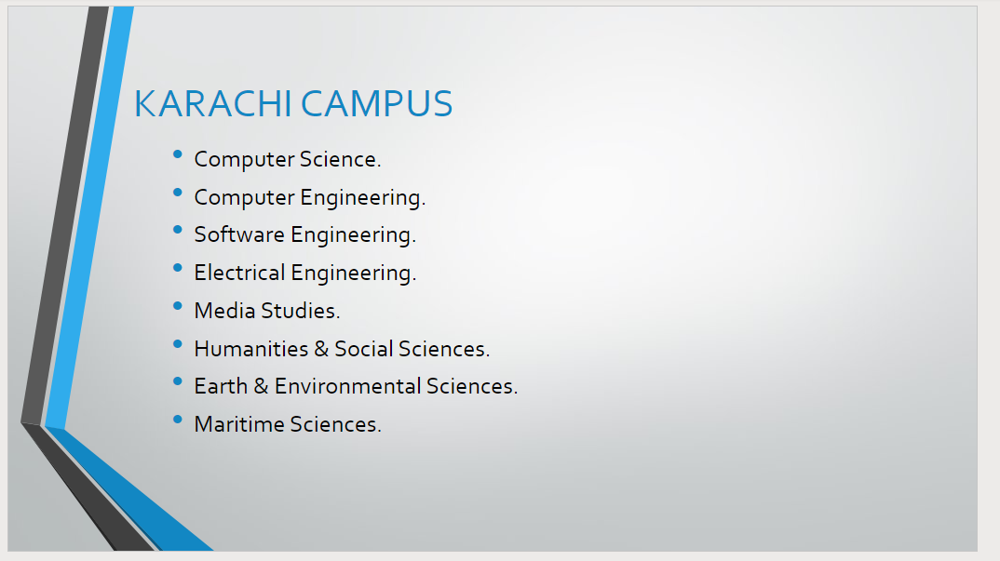 KARACHI CAMPUS
• Computer Science.
• Computer Engineering.
• Software Engineering.
• Electrical Engineering.
• Media Studies.
• Humanities & Social Sciences.
• Earth & Environmental Sciences.
• Maritime Sciences.